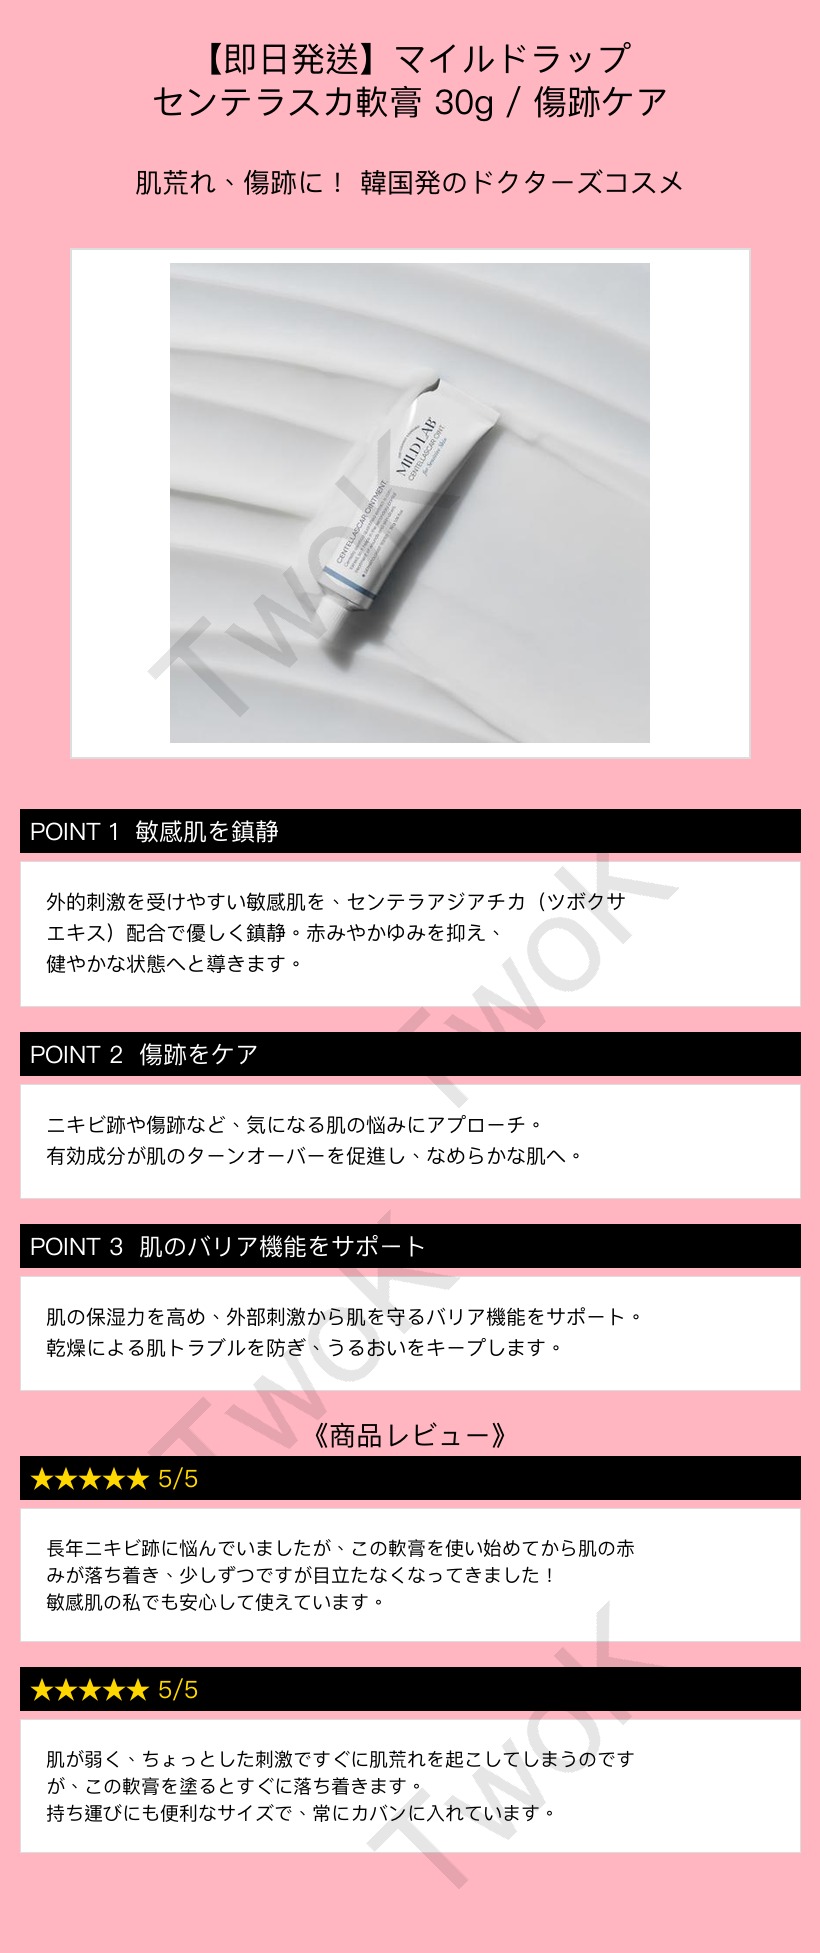 【即日発送】マイルドラップ
センテラスカ軟膏 30g / 傷跡ケア
肌荒れ、傷跡に！ 韓国発のドクターズコスメ
MILD LAB
CENTELLASCAR OINT.
for Sensitive Skin
CENTELLASCAR OINTMENT.
TwoK
POINT 1 敏感肌を鎮静
外的刺激を受けやすい敏感肌を、センテラアジアチカ（ツボクサ
エキス）配合で優しく鎮静。赤みやかゆみを抑え、
健やかな状態へと導きます。
TwoK
POINT 2 傷跡をケア
ニキビ跡や傷跡など、気になる肌の悩みにアプローチ。
有効成分が肌のターンオーバーを促進し、なめらかな肌へ。
POINT 3 肌のバリア機能をサポート
肌の保湿力を高め、外部刺激から肌を守るバリア機能をサポート。
乾燥による肌トラブルを防ぎ、うるおいをキープします。
TwoK
《商品レビュー》
★★★★★ 5/5
長年ニキビ跡に悩んでいましたが、この軟膏を使い始めてから肌の赤
みが落ち着き、少しずつですが目立たなくなってきました！
敏感肌の私でも安心して使えています。
★★★★★ 5/5
肌が弱く、ちょっとした刺激ですぐに肌荒れを起こしてしまうのです
が、この軟膏を塗るとすぐに落ち着きます。
持ち運びにも便利なサイズで、常にカバンに入れています。
TwoK